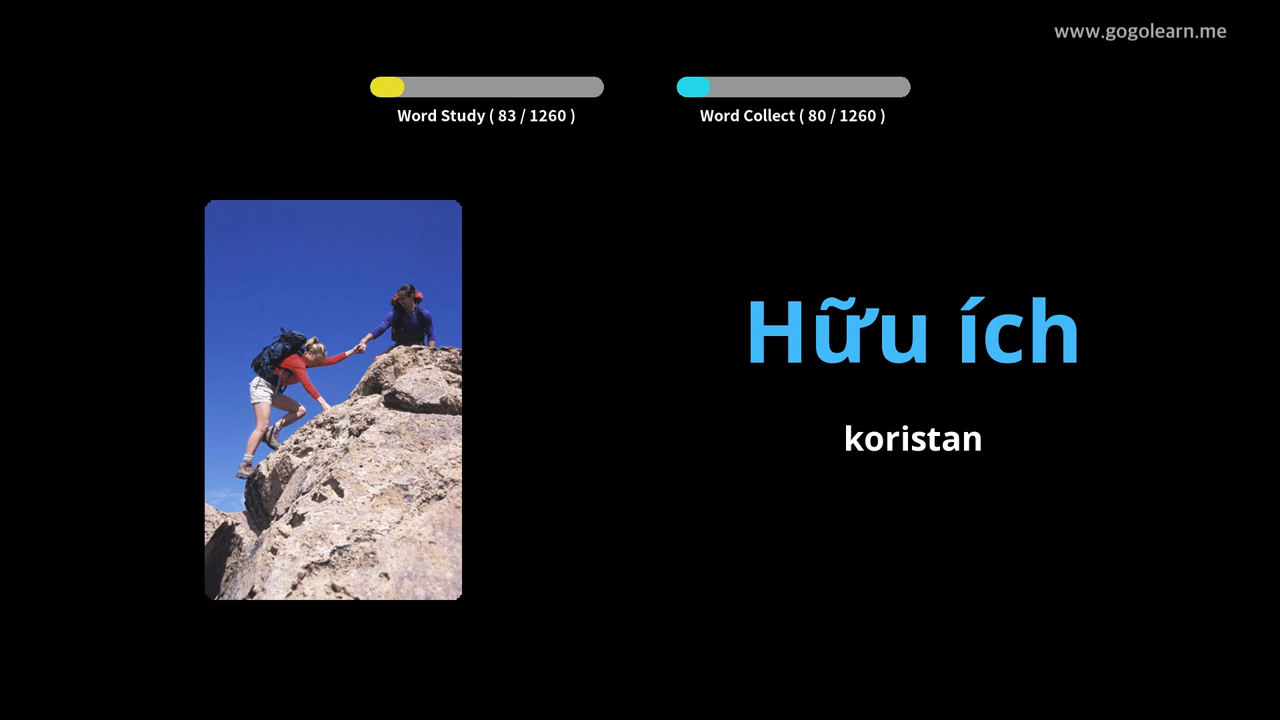 www.gogolearn.me
Word Study ( 83 / 1260 )
Word Collect ( 80 / 1260 )
Hữu ích
koristan